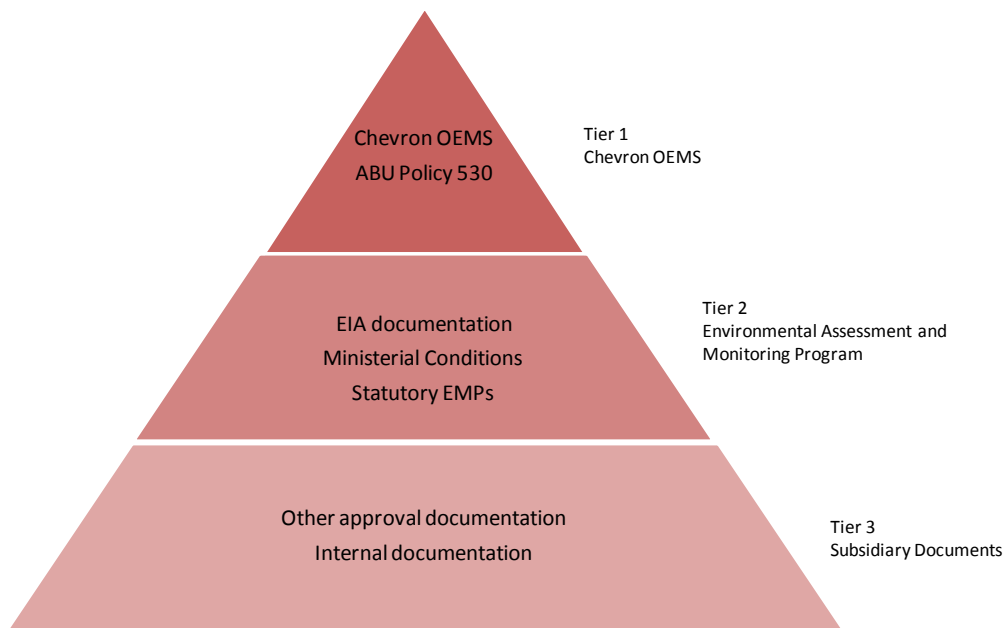 Chevron OEMS
ABU Policy 530
Tier 1
Chevron OEMS
EIA documentation
Ministerial Conditions
Statutory EMPs
Tier 2
Environmental Assessment and
Monitoring Program
Other approval documentation
Internal documentation
Tier 3
Subsidiary Documents